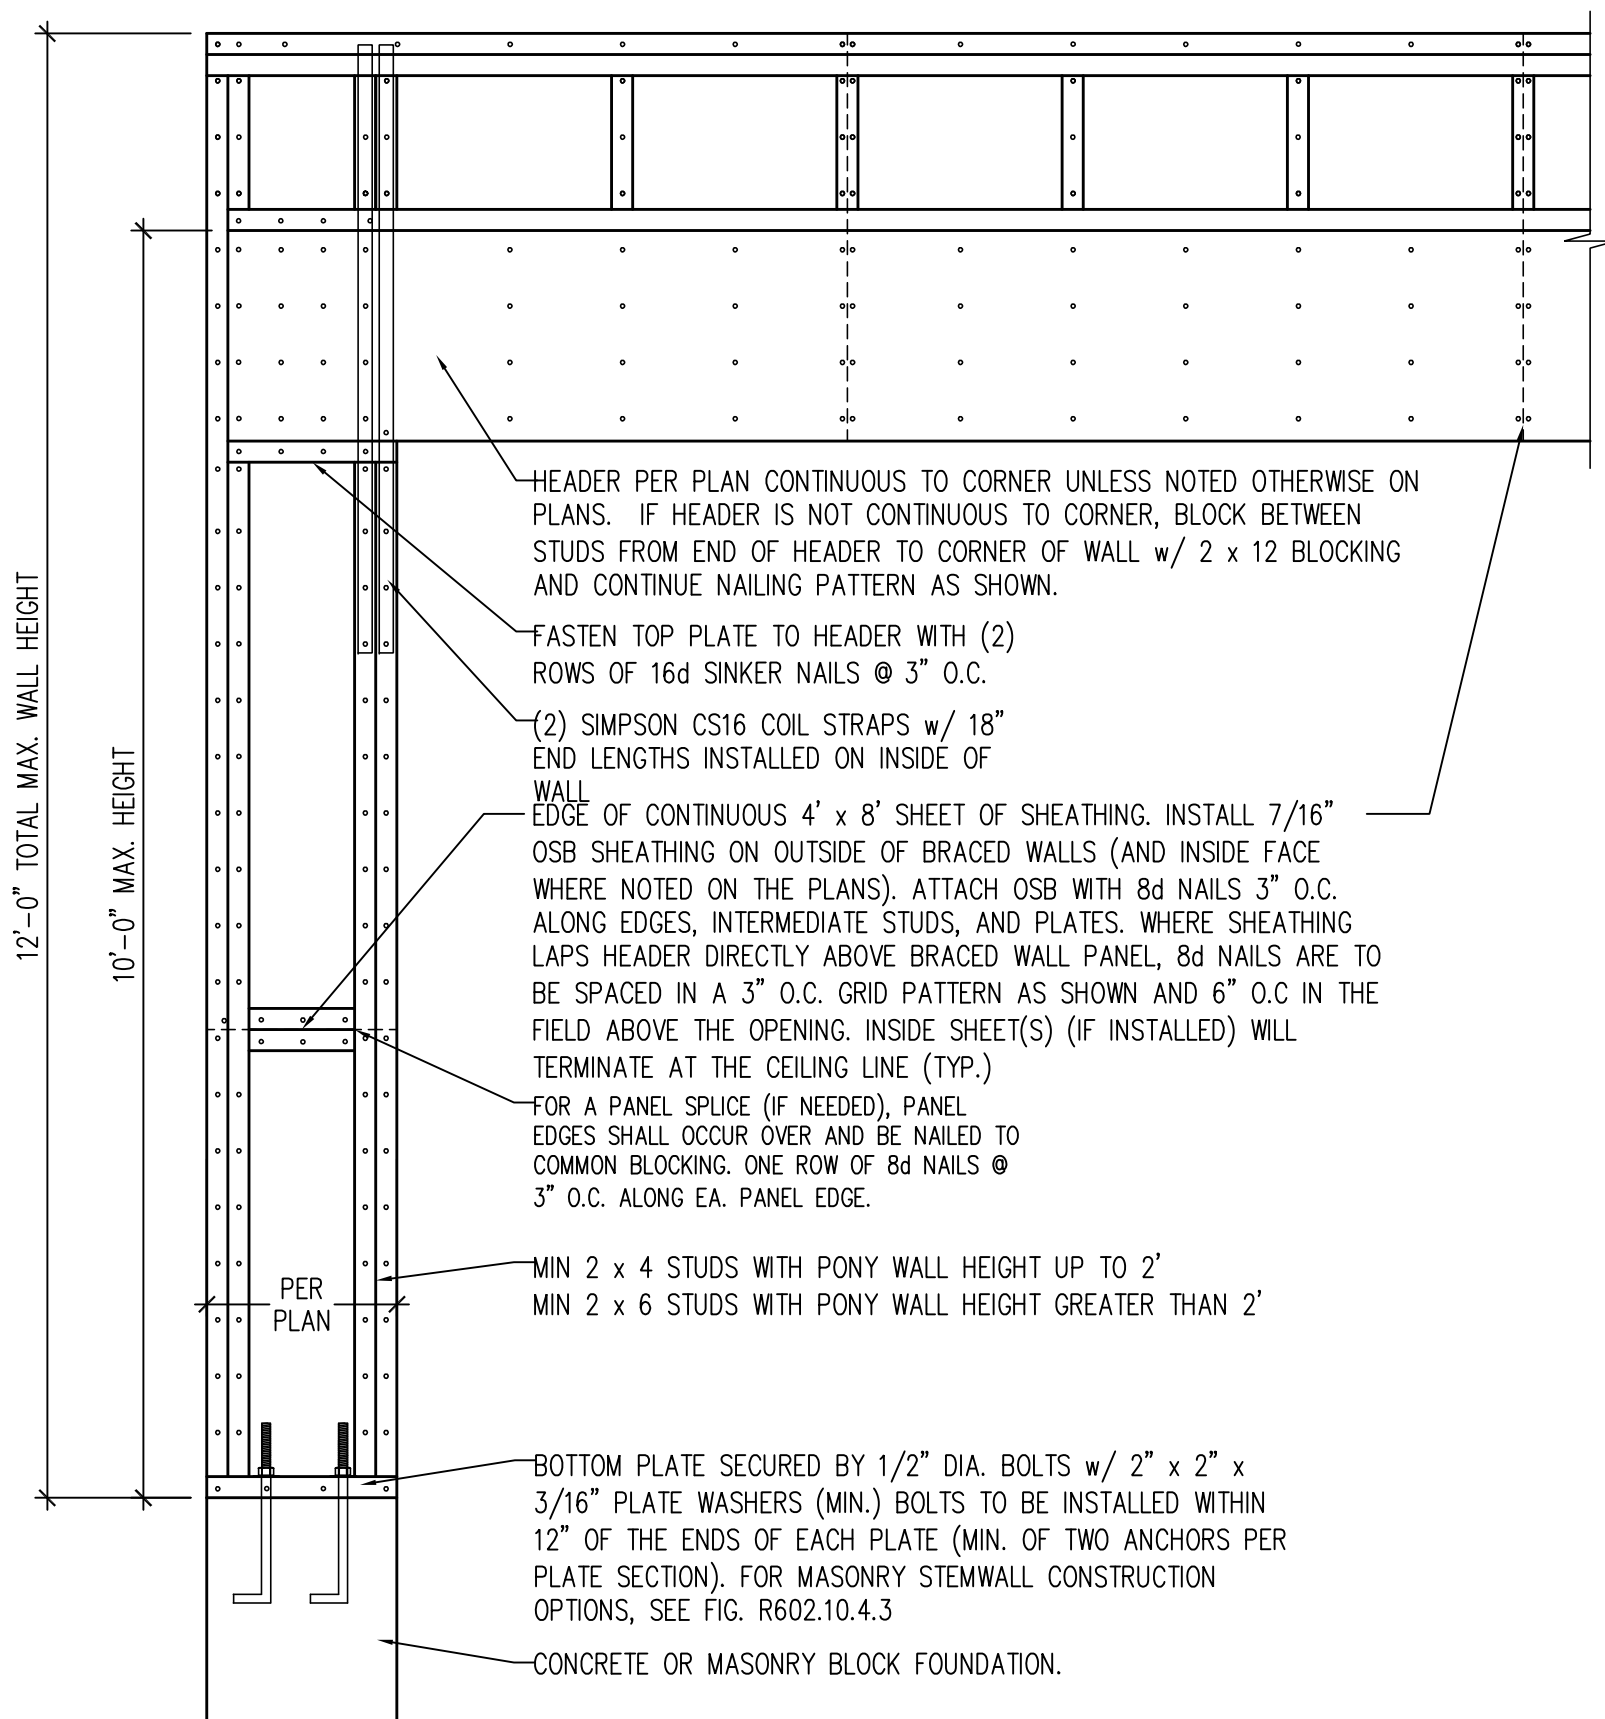 12'-0" TOTAL MAX. WALL HEIGHT
10'-0" MAX. HEIGHT
HEADER PER PLAN CONTINUOUS TO CORNER UNLESS NOTED OTHERWISE ON
PLANS. IF HEADER IS NOT CONTINUOUS TO CORNER, BLOCK BETWEEN
STUDS FROM END OF HEADER TO CORNER OF WALL w/ 2 x 12 BLOCKING
AND CONTINUE NAILING PATTERN AS SHOWN.
FASTEN TOP PLATE TO HEADER WITH (2)
ROWS OF 16d SINKER NAILS @ 3" O.C.
(2) SIMPSON CS16 COIL STRAPS w/ 18"
END LENGTHS INSTALLED ON INSIDE OF
WALL
EDGE OF CONTINUOUS 4' x 8' SHEET OF SHEATHING. INSTALL 7/16"
OSB SHEATHING ON OUTSIDE OF BRACED WALLS (AND INSIDE FACE
WHERE NOTED ON THE PLANS). ATTACH OSB WITH 8d NAILS 3" O.C.
ALONG EDGES, INTERMEDIATE STUDS, AND PLATES. WHERE SHEATHING
LAPS HEADER DIRECTLY ABOVE BRACED WALL PANEL, 8d NAILS ARE TO
BE SPACED IN A 3" O.C. GRID PATTERN AS SHOWN AND 6" O.C IN THE
FIELD ABOVE THE OPENING. INSIDE SHEET(S) (IF INSTALLED) WILL
TERMINATE AT THE CEILING LINE (TYP.)
FOR A PANEL SPLICE (IF NEEDED), PANEL
EDGES SHALL OCCUR OVER AND BE NAILED TO
COMMON BLOCKING. ONE ROW OF 8d NAILS @
3" O.C. ALONG EA. PANEL EDGE.
MIN 2 x 4 STUDS WITH PONY WALL HEIGHT UP TO 2'
MIN 2 x 6 STUDS WITH PONY WALL HEIGHT GREATER THAN 2'
PER
PLAN
BOTTOM PLATE SECURED BY 1/2" DIA. BOLTS w/ 2" x 2" x
3/16" PLATE WASHERS (MIN.) BOLTS TO BE INSTALLED WITHIN
12" OF THE ENDS OF EACH PLATE (MIN. OF TWO ANCHORS PER
PLATE SECTION). FOR MASONRY STEMWALL CONSTRUCTION
OPTIONS, SEE FIG. R602.10.4.3
CONCRETE OR MASONRY BLOCK FOUNDATION.